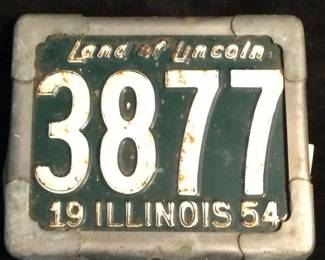 Land of Lincoln
3877
19 ILLINOIS 54